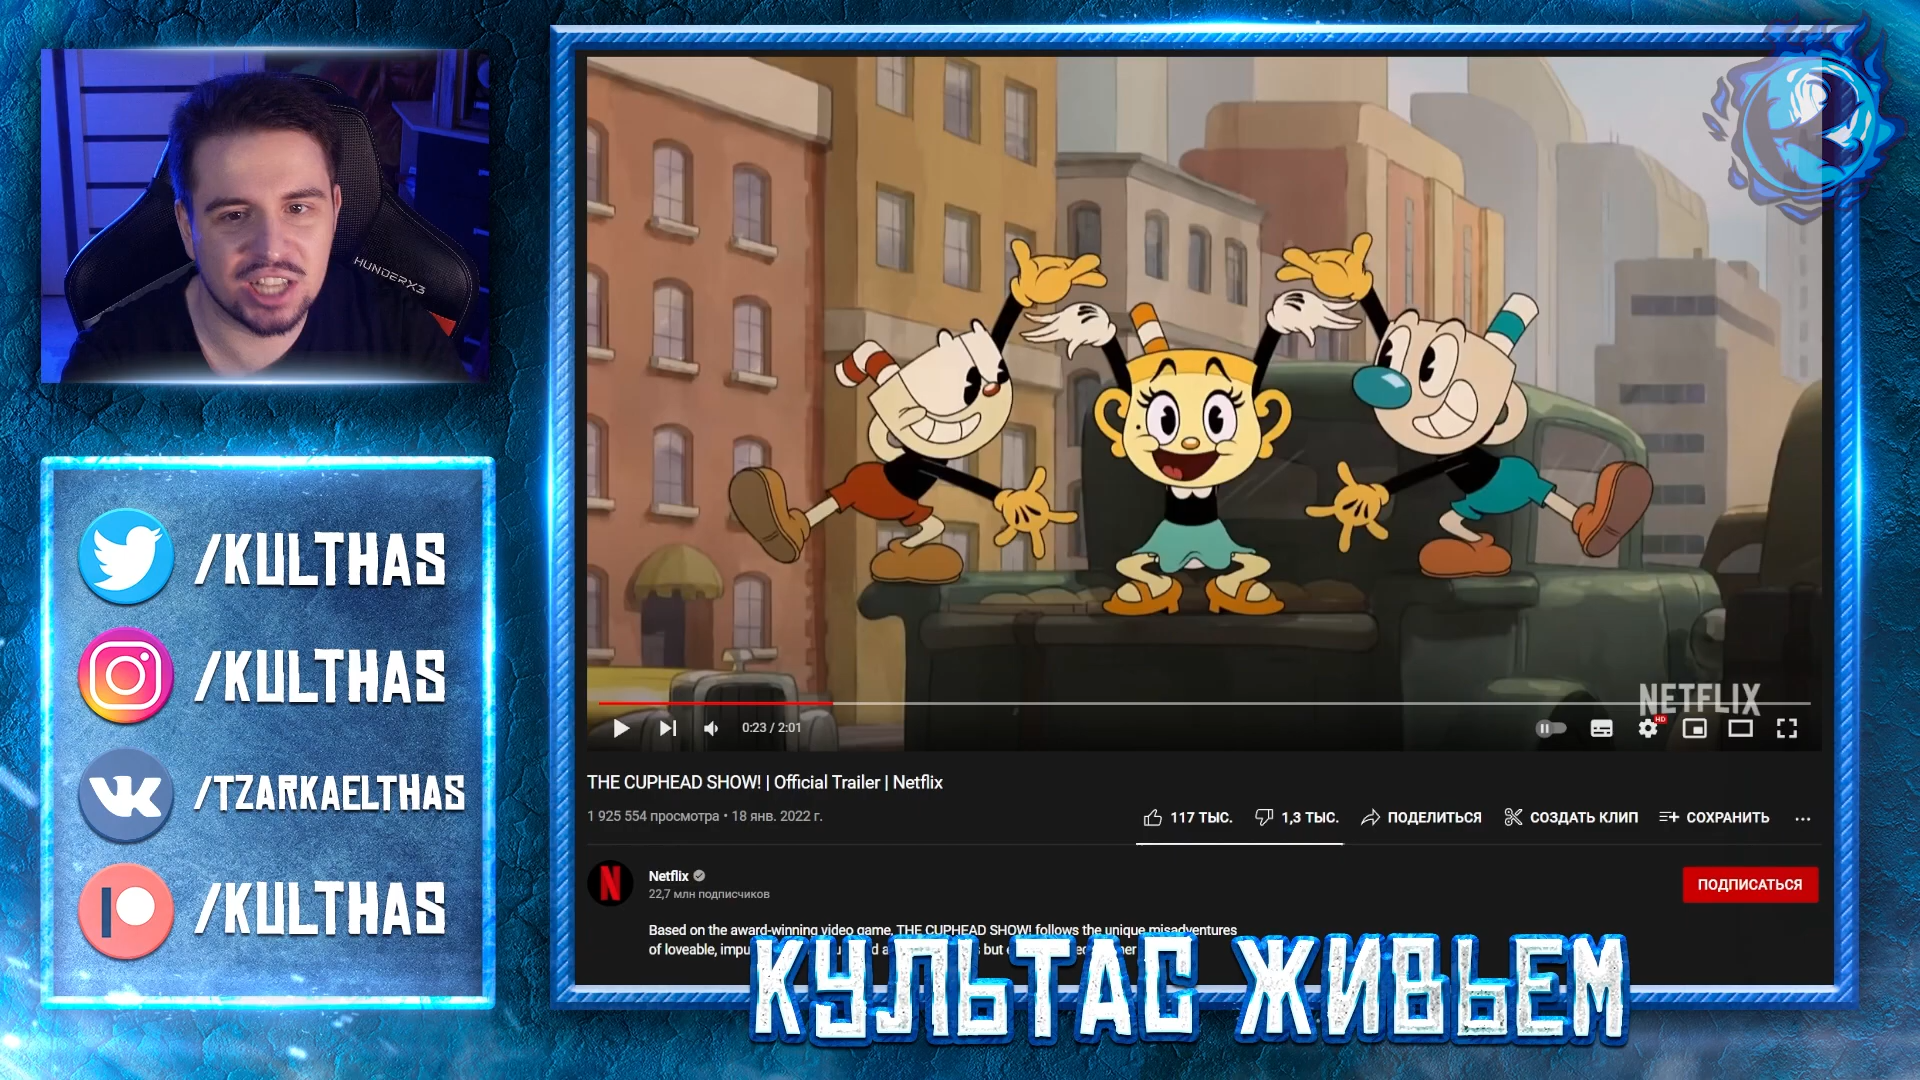 HUNDERX3
/KULTHAS
/KULTHAS
/TZARKAELTHAS
/KULTHAS
NETFLIX
HD
0:23 / 2:01
THE CUPHEAD SHOW! | Official Trailer | Netflix
1 925 554 просмотра • 18 янв. 2022 г.
117 ТЫС.
1,3 ТЫС.
ПОДЕЛИТЬСЯ
СОЗДАТЬ КЛИП
СОХРАНИТЬ
Netflix
22,7 млн подписчиков
ПОДПИСАТЬСЯ
Based on the award-winning video game, THE CUPHEAD SHOW! follows the unique misadventures
of loveable, but
КУЛЬТАС ЖИВЬЕМ